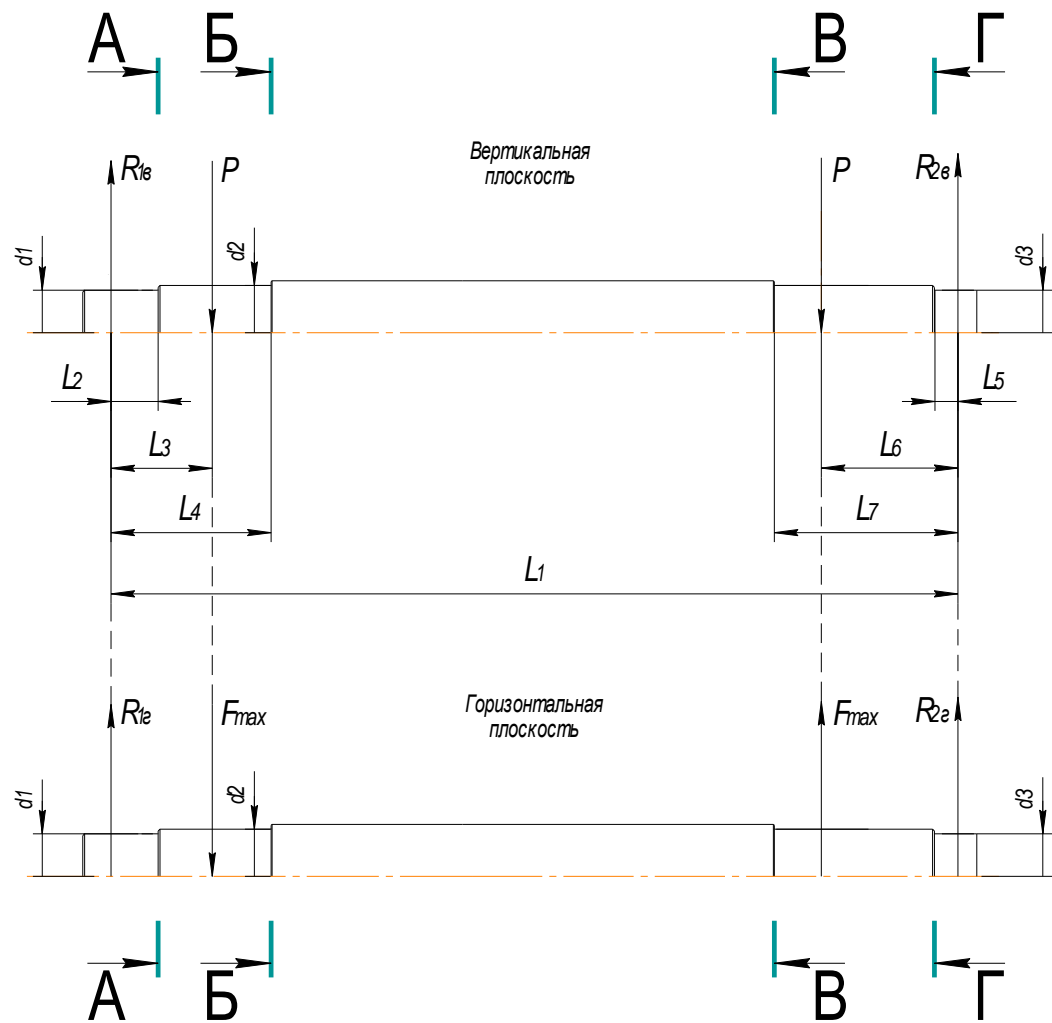 А Б В Г
Вертикальная
плоскость
R1в P P R2в
d1 d2 d3
L2 L5
L3 L6
L4 L7
L1
Горизонтальная
плоскость
R1г Fmax Fmax R2г
d1 d2 d3
А Б В Г